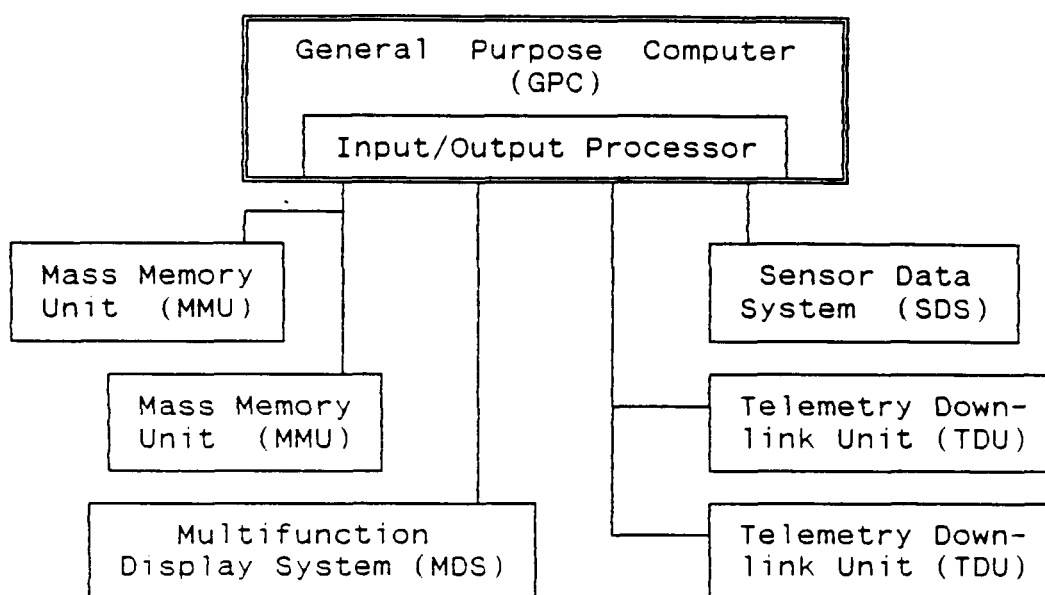 General Purpose Computer
(GPC)
Input/Output Processor
Mass Memory
Unit (MMU)
Sensor Data
System (SDS)
Mass Memory
Unit (MMU)
Telemetry Down-
link Unit (TDU)
Multifunction
Display System (MDS)
Telemetry Down-
link Unit (TDU)